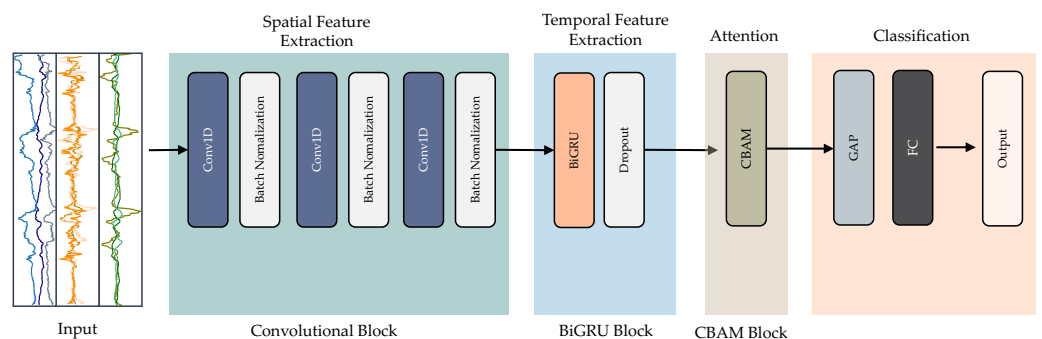 Spatial Feature
Extraction
Temporal Feature
Extraction
Attention
Classification
Conv1D
Batch Nomalization
Conv1D
Batch Nomalization
Conv1D
Batch Nomalization
BiGRU
Dropout
CBAM
GAP
FC
Output
Input
Convolutional Block
BiGRU Block
CBAM Block